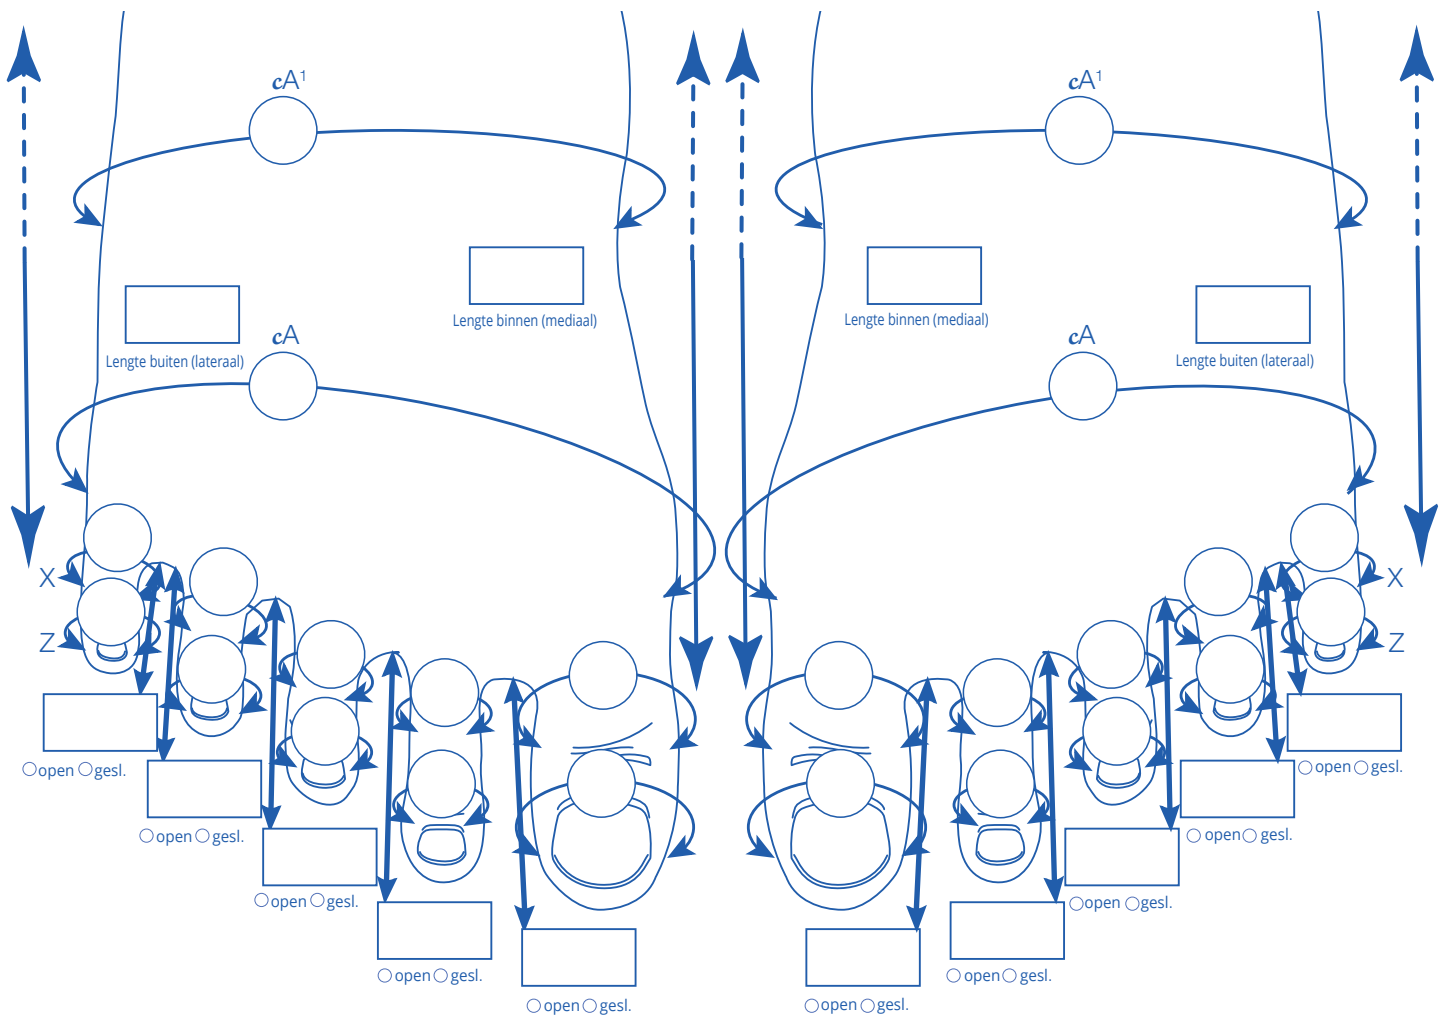 cA¹ cA¹
Lengte binnen (mediaal) Lengte binnen (mediaal)
Lengte buiten (lateraal) Lengte buiten (lateraal)
cA cA
X X
Z Z
open gesl. open gesl.
open gesl. open gesl.
open gesl. open gesl.
open gesl. open gesl.
open gesl. open gesl.